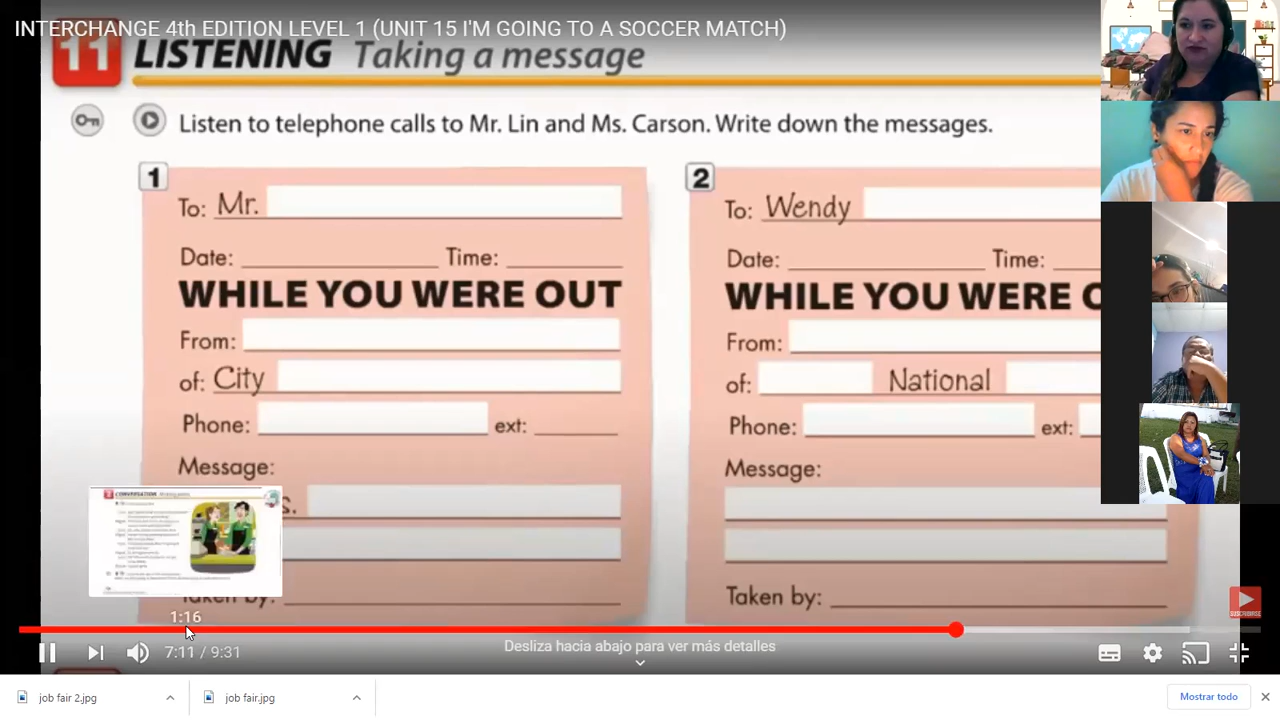 INTERCHANGE 4th EDITION LEVEL 1 (UNIT 15 I'M GOING TO A SOCCER MATCH)
11 LISTENING Taking a message
Listen to telephone calls to Mr. Lin and Ms. Carson. Write down the messages.
1
To: Mr.
Date: Time:
WHILE YOU WERE OUT
From:
of: City
Phone: ext:
Message:
s.
Taken by:
2
To: Wendy
Date: Time:
WHILE YOU WERE O
From:
of: National
Phone: ext:
Message:
Taken by:
CONVERSATION
1:16
SUSCRIBASE
7:11 / 9:31
Desliza hacia abajo para ver más detalles
job fair 2.jpg
job fair.jpg
Mostrar todo